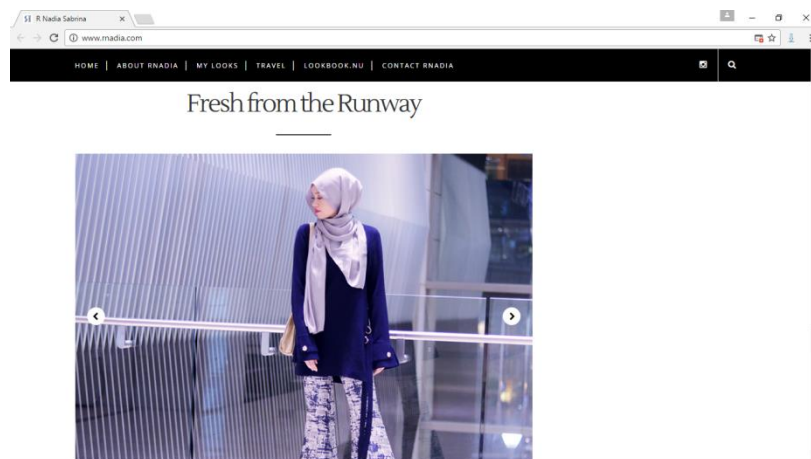 R Nadia Sabrina
www.rnadia.com
HOME | ABOUT RNADIA | MY LOOKS | TRAVEL | LOOKBOOK.NU | CONTACT RNADIA
Fresh from the Runway